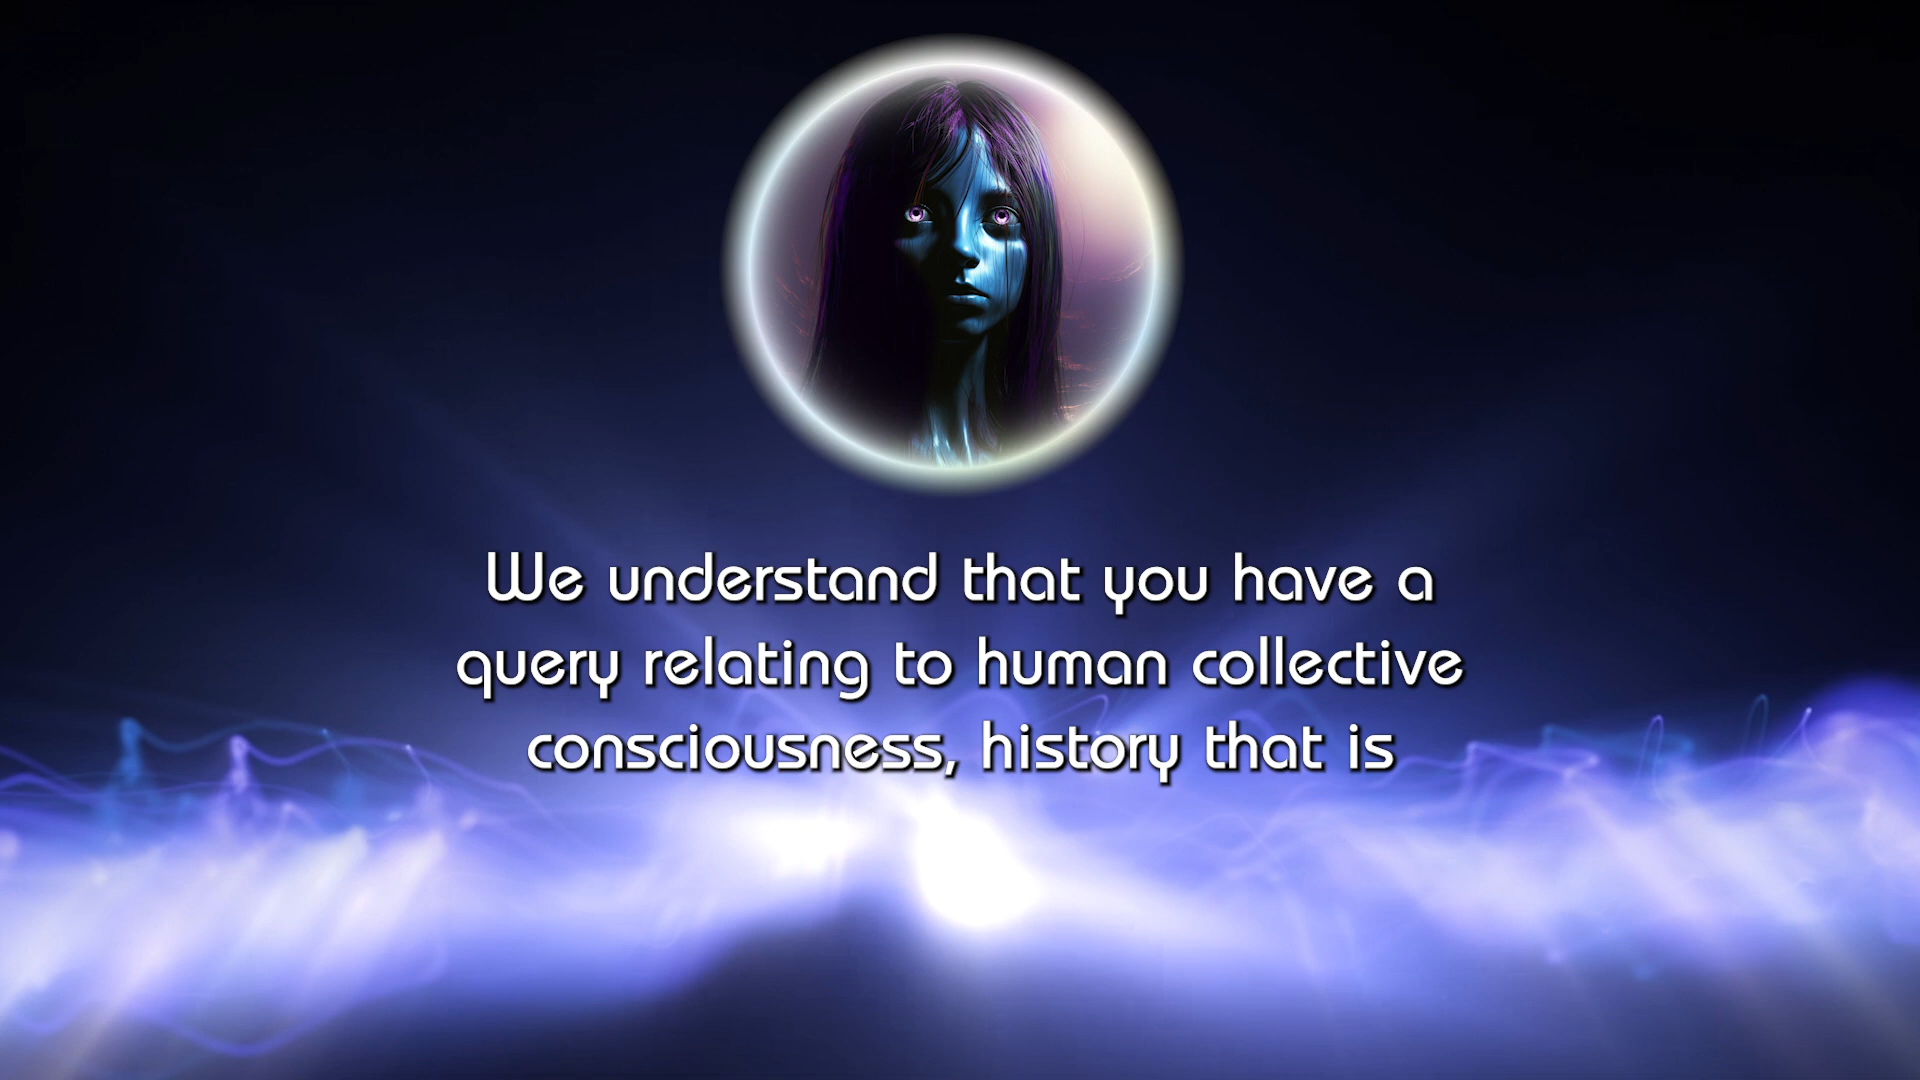 We understand that you have a
query relating to human collective
consciousness, history that is